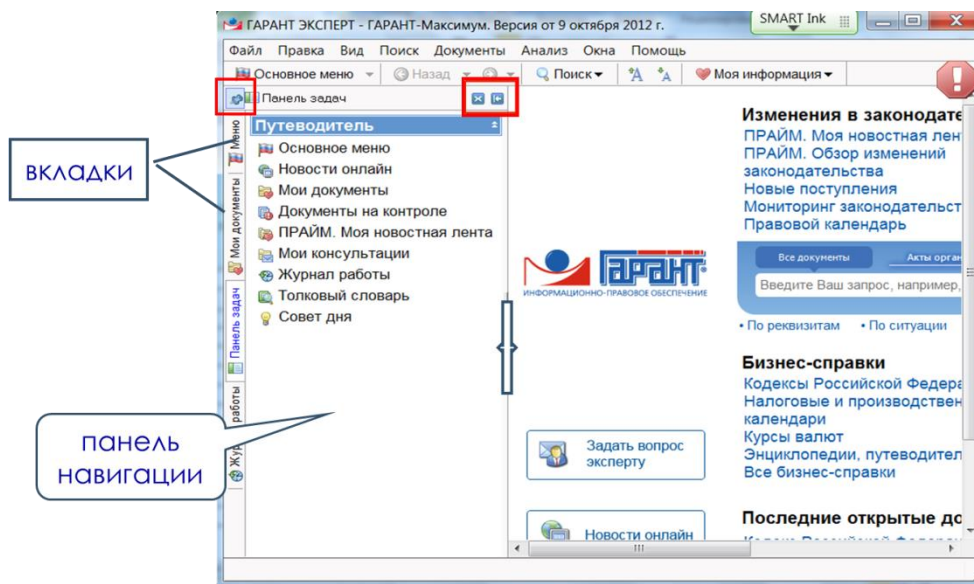 ГАРАНТ ЭКСПЕРТ - ГАРАНТ-Максимум. Версия от 9 октября 2012 г.
SMART Ink
Файл Правка Вид Поиск Документы Анализ Окна Помощь
Основное меню Назад Поиск Моя информация
Панель задач
вкладки
Меню
Мои документы
Панель задач
Жур
работы
Путеводитель
Основное меню
Новости онлайн
Мои документы
Документы на контроле
ПРАЙМ. Моя новостная лента
Мои консультации
Журнал работы
Толковый словарь
Совет дня
панель
навигации
гарант
ИНФОРМАЦИОННО-ПРАВОВОЕ ОБЕСПЕЧЕНИЕ
Задать вопрос
эксперту
Новости онлайн
Изменения в законодате
ПРАЙМ. Моя новостная лен
ПРАЙМ. Обзор изменений
законодательства
Новые поступления
Мониторинг законодательст
Правовой календарь
Все документы Акты орган
Введите Ваш запрос, например,
• По реквизитам • По ситуации
Бизнес-справки
Кодексы Российской Федера
Налоговые и производствен
календари
Курсы валют
Энциклопедии, путеводител
Все бизнес-справки
Последние открытые до